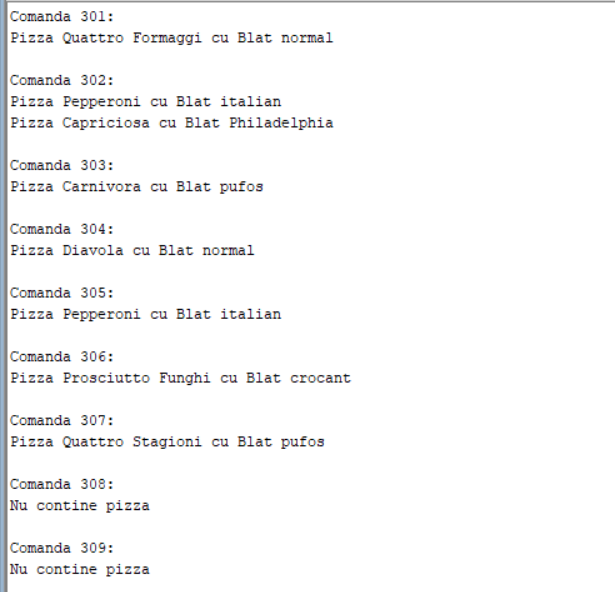 Comanda 301:
Pizza Quattro Formaggi cu Blat normal
Comanda 302:
Pizza Pepperoni cu Blat italian
Pizza Capriciosa cu Blat Philadelphia
Comanda 303:
Pizza Carnivora cu Blat pufos
Comanda 304:
Pizza Diavola cu Blat normal
Comanda 305:
Pizza Pepperoni cu Blat italian
Comanda 306:
Pizza Prosciutto Funghi cu Blat crocant
Comanda 307:
Pizza Quattro Stagioni cu Blat pufos
Comanda 308:
Nu contine pizza
Comanda 309:
Nu contine pizza